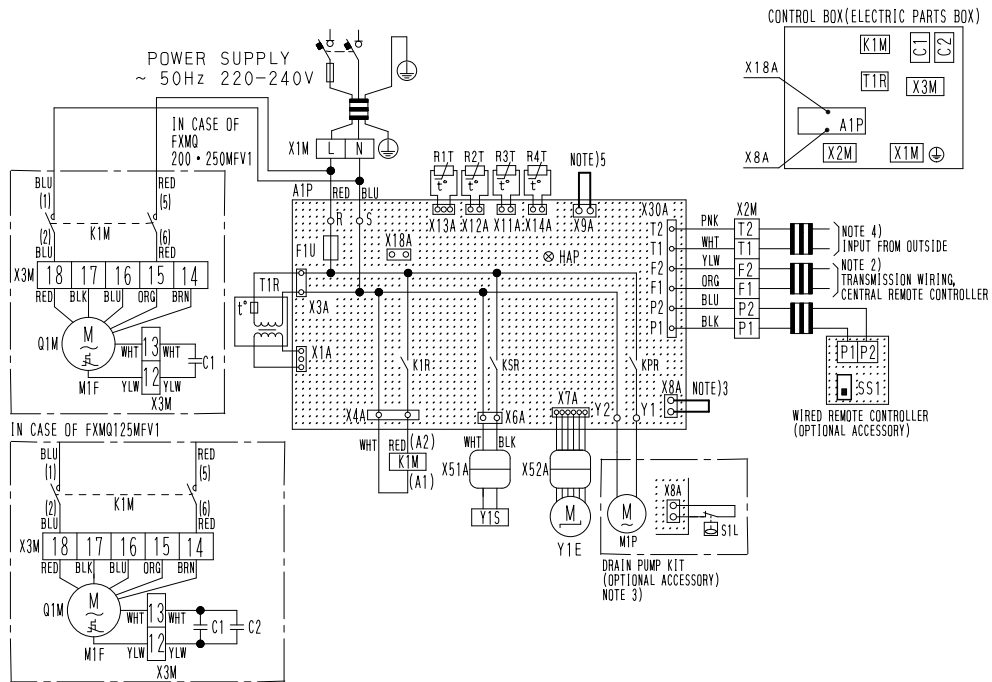 CONTROL BOX(ELECTRIC PARTS BOX)
K1M
C1
C2
X18A
T1R
X3M
A1P
X8A
X2M
X1M
POWER SUPPLY
~ 50Hz 220-240V
IN CASE OF
FXMQ
200・250MFV1
X1M
L
N
A1P
RED
BLU
R
S
F1U
X18A
R1T
R2T
R3T
R4T
t°
t°
t°
t°
NOTE)5
X13A
X12A
X11A
X14A
X9A
HAP
X30A
X2M
T2
PNK
T2
T1
WHT
T1
NOTE 4)
INPUT FROM OUTSIDE
F2
YLW
F2
F1
ORG
F1
NOTE 2)
TRANSMISSION WIRING,
CENTRAL REMOTE CONTROLLER
P2
BLU
P2
P1
BLK
P1
P1
P2
SS1
WIRED REMOTE CONTROLLER
(OPTIONAL ACCESSORY)
BLU
RED
(1)
(5)
K1M
(2)
(6)
BLU
RED
X3M
18
17
16
15
14
RED
BLK
BLU
ORG
BRN
Q1M
M
~
M1F
WHT
13
WHT
C1
YLW
12
YLW
X3M
T1R
t°
X3A
X1A
K1R
KSR
KPR
X4A
X6A
X7A
Y2
Y1
X8A
NOTE)3
WHT
RED
(A2)
K1M
(A1)
WHT
BLK
X51A
Y1S
X52A
M
Y1E
M
~
M1P
X8A
S1L
DRAIN PUMP KIT
(OPTIONAL ACCESSORY)
NOTE 3)
IN CASE OF FXMQ125MFV1
BLU
RED
(1)
(5)
K1M
(2)
(6)
BLU
RED
X3M
18
17
16
15
14
RED
BLK
BLU
ORG
BRN
Q1M
M
~
M1F
WHT
13
WHT
C1
C2
YLW
12
YLW
X3M